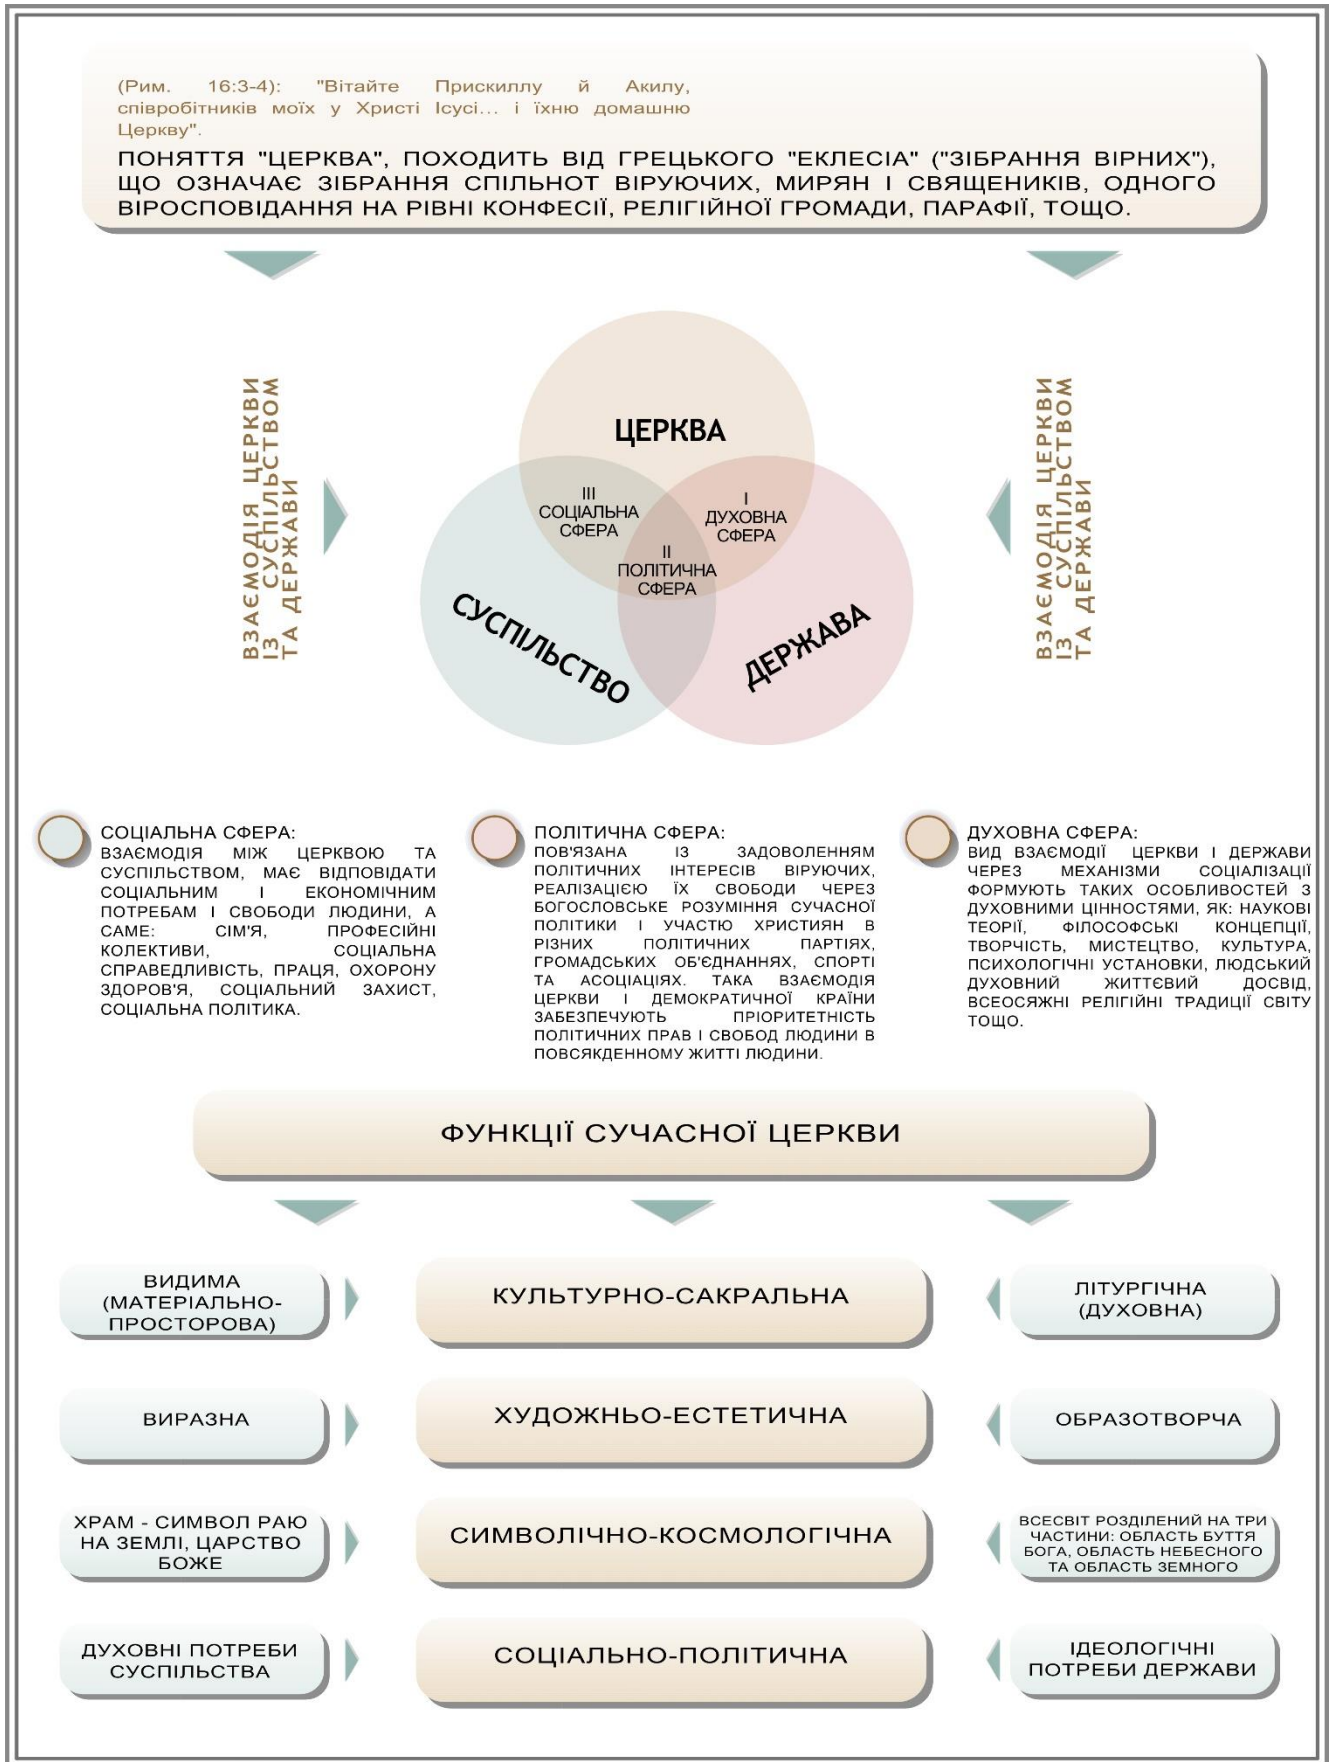 (Рим. 16:3-4): "Вітайте Прискиллу й Акилу,
співробітників моїх у Христі Ісусі... і їхню домашню
Церкву".
ПОНЯТТЯ "ЦЕРКВА", ПОХОДИТЬ ВІД ГРЕЦЬКОГО "ЕКЛЕСІА" ("ЗІБРАННЯ ВІРНИХ"),
ЩО ОЗНАЧАЄ ЗІБРАННЯ СПІЛЬНОТ ВІРУЮЧИХ, МИРЯН І СВЯЩЕНИКІВ, ОДНОГО
ВІРОСПОВІДАННЯ НА РІВНІ КОНФЕСІЇ, РЕЛІГІЙНОЇ ГРОМАДИ, ПАРАФІЇ, ТОЩО.
ВЗАЄМОДІЯ ЦЕРКВИ
ІЗ СУСПІЛЬСТВОМ
ТА ДЕРЖАВИ
ЦЕРКВА
III
СОЦІАЛЬНА
СФЕРА
I
ДУХОВНА
СФЕРА
II
ПОЛІТИЧНА
СФЕРА
СУСПІЛЬСТВО
ДЕРЖАВА
ВЗАЄМОДІЯ ЦЕРКВИ
ІЗ СУСПІЛЬСТВОМ
ТА ДЕРЖАВИ
СОЦІАЛЬНА СФЕРА:
ВЗАЄМОДІЯ МІЖ ЦЕРКВОЮ ТА
СУСПІЛЬСТВОМ, МАЄ ВІДПОВІДАТИ
СОЦІАЛЬНИМ І ЕКОНОМІЧНИМ
ПОТРЕБАМ І СВОБОДИ ЛЮДИНИ, А
САМЕ: СІМ'Я, ПРОФЕСІЙНІ
КОЛЕКТИВИ, СОЦІАЛЬНА
СПРАВЕДЛИВІСТЬ, ПРАЦЯ, ОХОРОНУ
ЗДОРОВ'Я, СОЦІАЛЬНИЙ ЗАХИСТ,
СОЦІАЛЬНА ПОЛІТИКА.
ПОЛІТИЧНА СФЕРА:
ПОВ'ЯЗАНА ІЗ ЗАДОВОЛЕННЯМ
ПОЛІТИЧНИХ ІНТЕРЕСІВ ВІРУЮЧИХ,
РЕАЛІЗАЦІЄЮ ЇХ СВОБОДИ ЧЕРЕЗ
БОГОСЛОВСЬКЕ РОЗУМІННЯ СУЧАСНОЇ
ПОЛІТИКИ І УЧАСТЮ ХРИСТИЯН В
РІЗНИХ ПОЛІТИЧНИХ ПАРТІЯХ,
ГРОМАДСЬКИХ ОБ'ЄДНАННЯХ, СПОРТІ
ТА АСОЦІАЦІЯХ. ТАКА ВЗАЄМОДІЯ
ЦЕРКВИ І ДЕМОКРАТИЧНОЇ КРАЇНИ
ЗАБЕЗПЕЧУЮТЬ ПРІОРИТЕТНІСТЬ
ПОЛІТИЧНИХ ПРАВ І СВОБОД ЛЮДИНИ В
ПОВСЯКДЕННОМУ ЖИТТІ ЛЮДИНИ.
ДУХОВНА СФЕРА:
ВИД ВЗАЄМОДІЇ ЦЕРКВИ І ДЕРЖАВИ
ЧЕРЕЗ МЕХАНІЗМИ СОЦІАЛІЗАЦІЇ
ФОРМУЮТЬ ТАКИХ ОСОБЛИВОСТЕЙ З
ДУХОВНИМИ ЦІННОСТЯМИ, ЯК: НАУКОВІ
ТЕОРІЇ, ФІЛОСОФСЬКІ КОНЦЕПЦІЇ,
ТВОРЧІСТЬ, МИСТЕЦТВО, КУЛЬТУРА,
ПСИХОЛОГІЧНІ УСТАНОВКИ, ЛЮДСЬКИЙ
ДУХОВНИЙ ЖИТТЄВИЙ ДОСВІД,
ВСЕОСЯЖНІ РЕЛІГІЙНІ ТРАДИЦІЇ СВІТУ
ТОЩО.
ФУНКЦІЇ СУЧАСНОЇ ЦЕРКВИ
ВИДИМА
(МАТЕРІАЛЬНО-
ПРОСТОРОВА)
КУЛЬТУРНО-САКРАЛЬНА
ЛІТУРГІЧНА
(ДУХОВНА)
ВИРАЗНА
ХУДОЖНЬО-ЕСТЕТИЧНА
ОБРАЗОТВОРЧА
ХРАМ - СИМВОЛ РАЮ
НА ЗЕМЛІ, ЦАРСТВО
БОЖЕ
СИМВОЛІЧНО-КОСМОЛОГІЧНА
ВСЕСВІТ РОЗДІЛЕНИЙ НА ТРИ
ЧАСТИНИ: ОБЛАСТЬ БУТТЯ
БОГА, ОБЛАСТЬ НЕБЕСНОГО
ТА ОБЛАСТЬ ЗЕМНОГО
ДУХОВНІ ПОТРЕБИ
СУСПІЛЬСТВА
СОЦІАЛЬНО-ПОЛІТИЧНА
ІДЕОЛОГІЧНІ
ПОТРЕБИ ДЕРЖАВИ